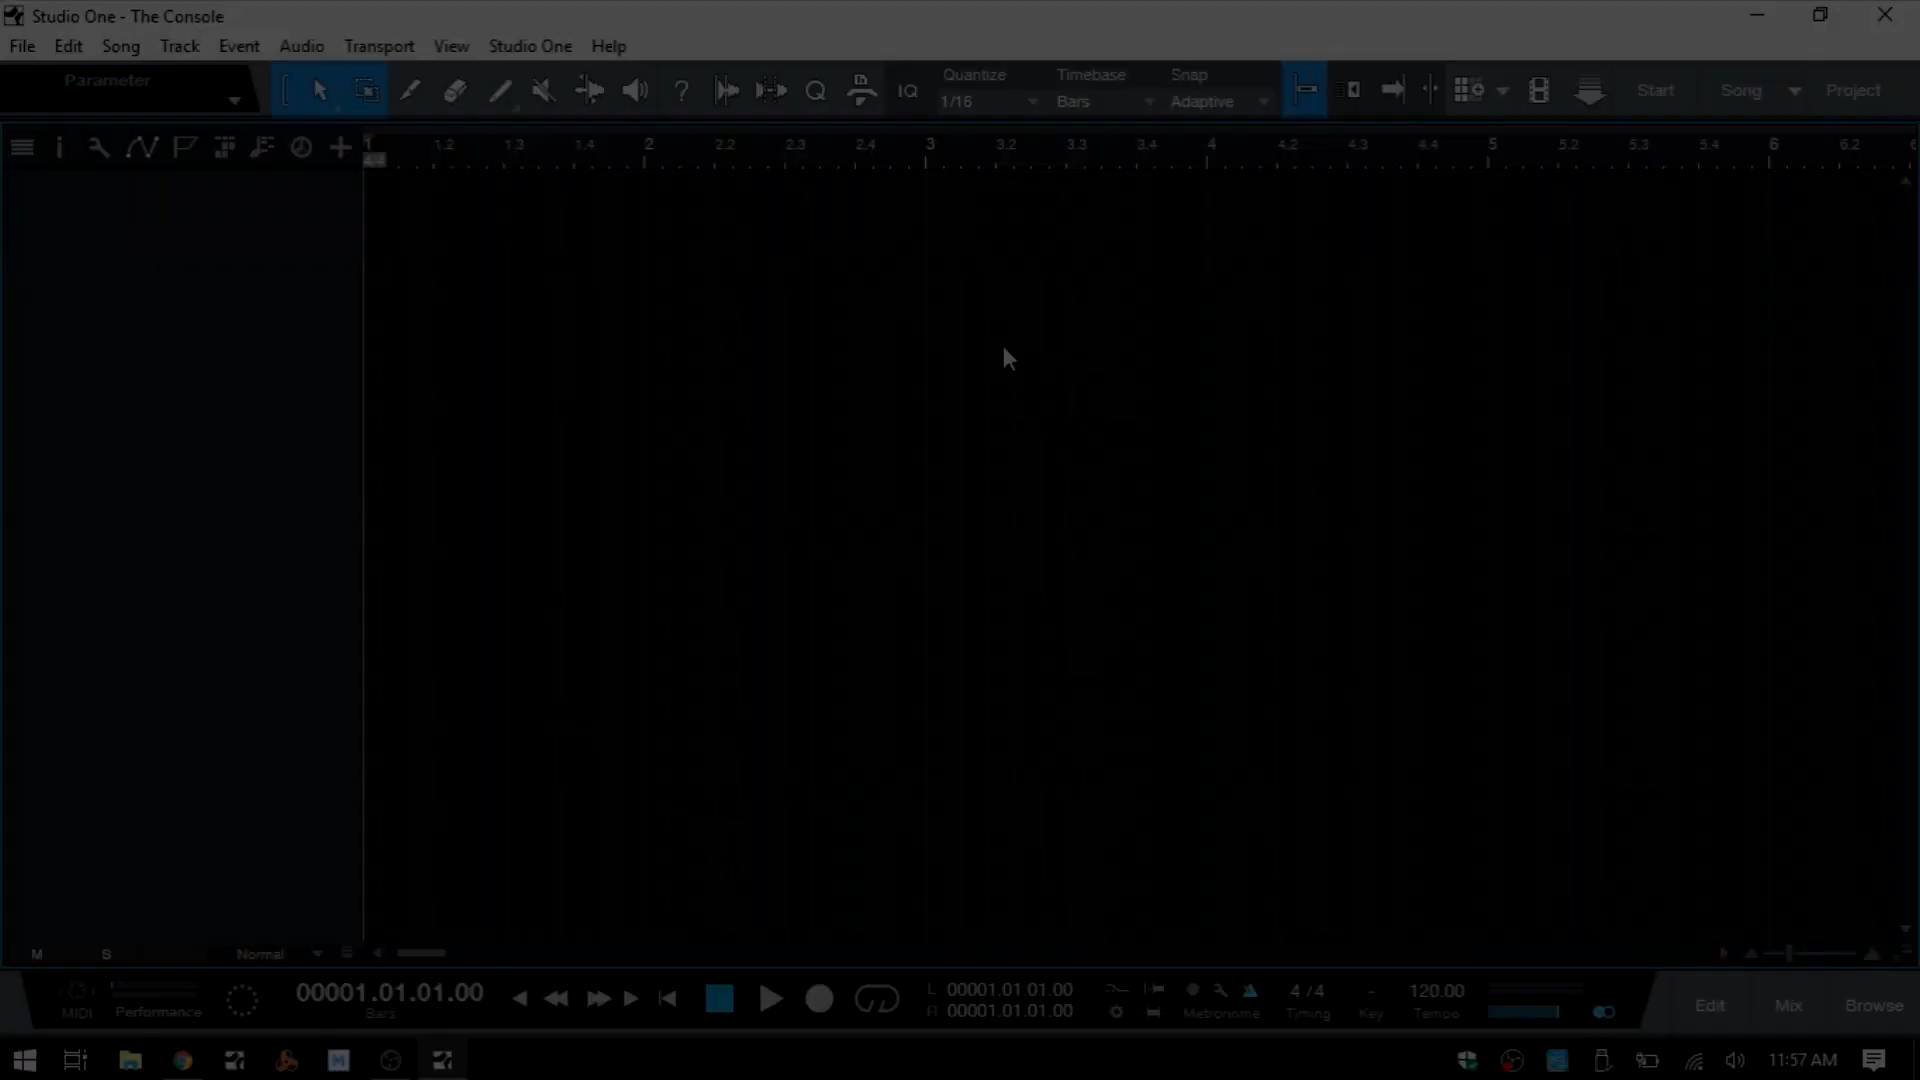 Studio One - The Console
File Edit Song Track Event Audio Transport View Studio One Help
Parameter
IQ
Quantize Timebase Snap
1/16 Bars Adaptive
Start Song Project
1 1.2 1.3 1.4 2 2.2 2.3 2.4 3 3.2 3.3 3.4 4 4.2 4.3 4.4 5 5.2 5.3 5.4 6 6.2
4/4
M S Normal
00001.01.01.00
Bars
MIDI Performance
L 00001.01.01.00
R 00001.01.01.00
Metronome
4 / 4
Timing
-
Key
120.00
Tempo
Edit Mix Browse
11:57 AM